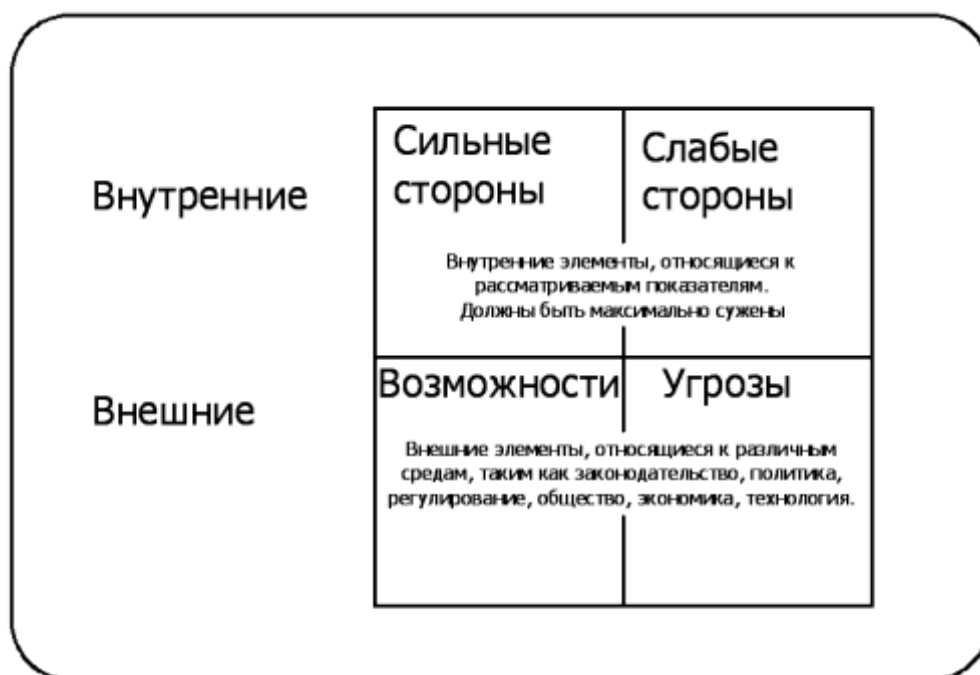 Внутренние
Сильные
стороны
Слабые
стороны
Внутренние элементы, относящиеся к
рассматриваемым показателям.
Должны быть максимально сужены
Внешние
Возможности
Угрозы
Внешние элементы, относящиеся к различным
средам, таким как законодательство, политика,
регулирование, общество, экономика, технология.